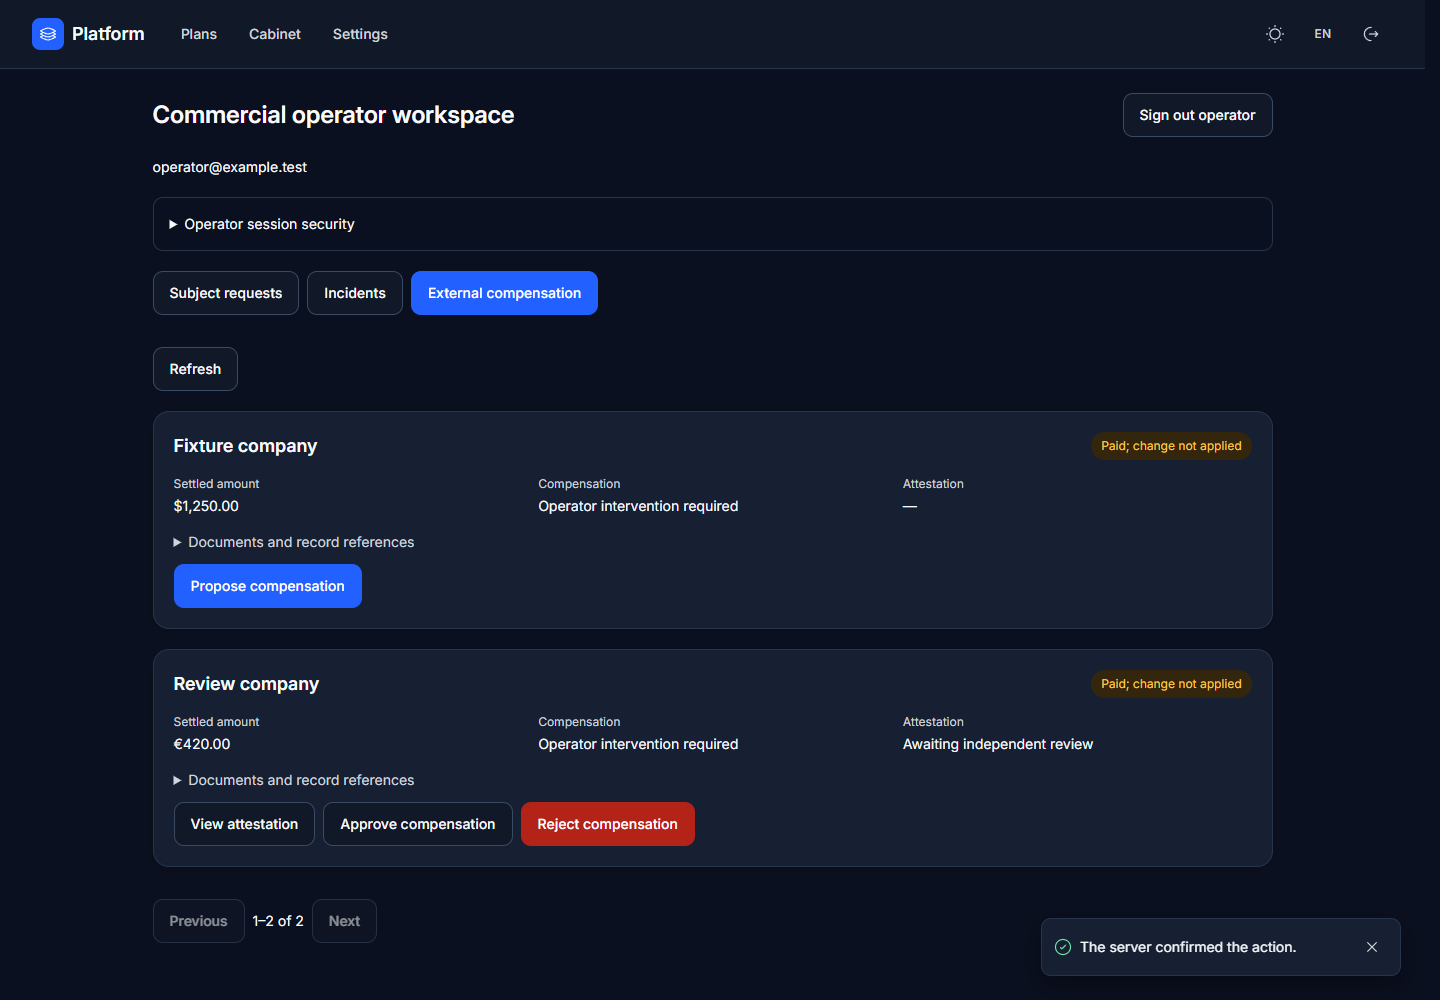 Platform Plans Cabinet Settings EN
Commercial operator workspace Sign out operator
operator@example.test
Operator session security
Subject requests Incidents External compensation
Refresh
Fixture company Paid; change not applied
Settled amount Compensation Attestation
$1,250.00 Operator intervention required —
Documents and record references
Propose compensation
Review company Paid; change not applied
Settled amount Compensation Attestation
€420.00 Operator intervention required Awaiting independent review
Documents and record references
View attestation Approve compensation Reject compensation
Previous 1–2 of 2 Next
The server confirmed the action.